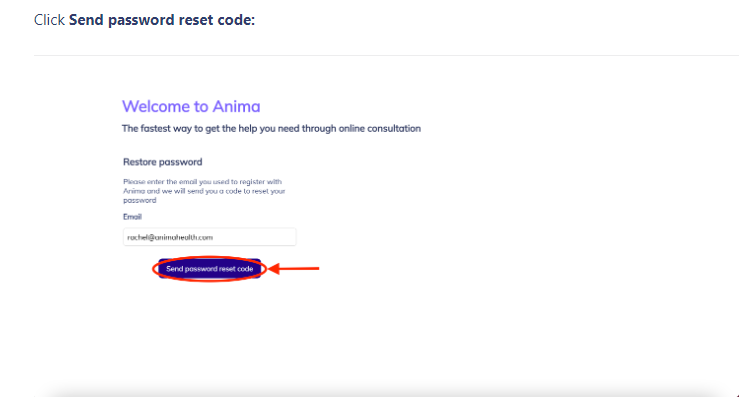 Click Send password reset code:
Welcome to Anima
The fastest way to get the help you need through online consultation
Restore password
Please enter the email you used to register with
Anima and we will send you a code to reset your
password
Email
rachel@animahealth.com
Send password reset code